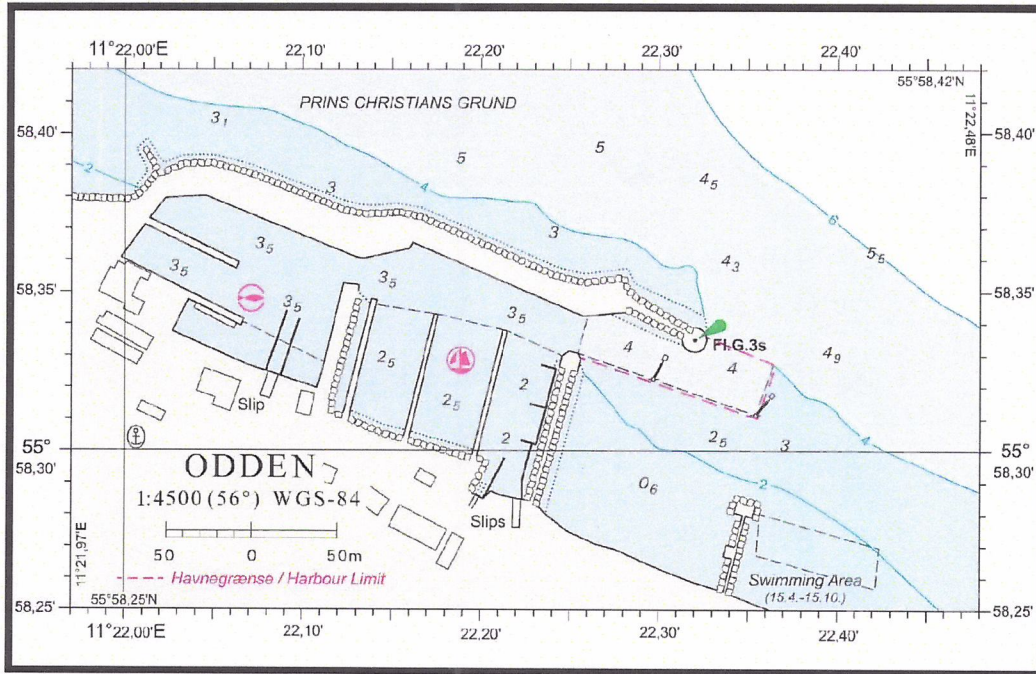 11°22,00'E 22,10' 22,20' 22,30' 22,40'
55°58,42'N
11°22,48'E
58,40' 58,40'
PRINS CHRISTIANS GRUND
3₁
5 5
4₅
2 3 4
6
3
5₅
3₅ 4₃
3₅ 3₅
58,35' 58,35'
3₅ 3₅
Fl.G.3s
4 4₉
2₅ 4
2
2₅
Slip
2 2₅ 3 4
55° 55°
58,30' 58,30'
ODDEN
0₆ 2
1:4500 (56°) WGS-84
Slips
50 0 50m
11°21,97'E
Havnegrænse / Harbour Limit
Swimming Area
(15.4.-15.10.)
55°58,25'N
58,25' 58,25'
11°22,00'E 22,10' 22,20' 22,30' 22,40'